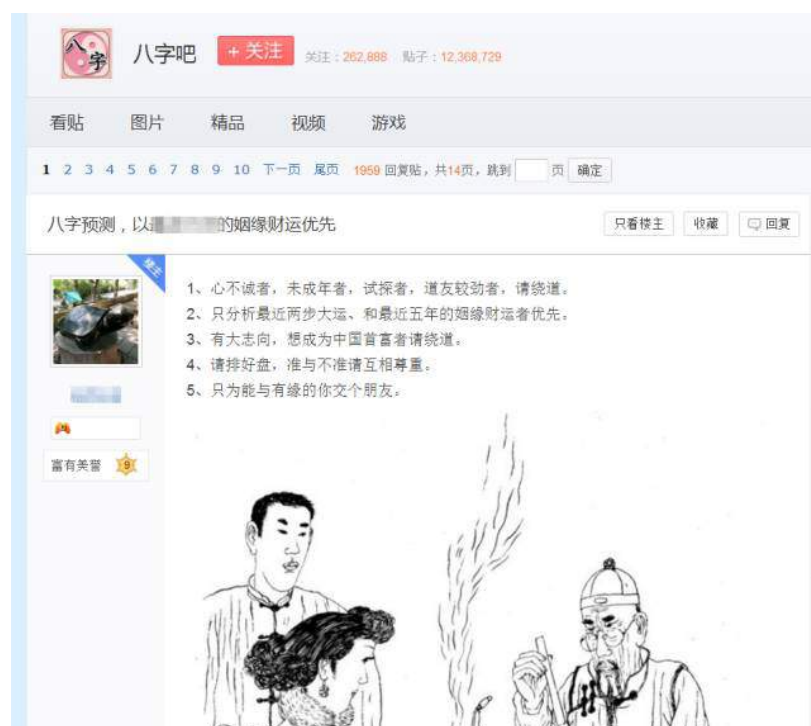 八字
八字吧 + 关注 关注：262,888 贴子：12,368,729
看贴 图片 精品 视频 游戏
1 2 3 4 5 6 7 8 9 10 下一页 尾页 1959 回复贴，共14页，跳到 页 确定
八字预测，以 的姻缘财运优先 只看楼主 收藏 回复
楼主
1、心不诚者，未成年者，试探者，道友较劲者，请绕道。
2、只分析最近两步大运、和最近五年的姻缘财运者优先。
3、有大志向，想成为中国首富者请绕道。
4、请排好盘，准与不准请互相尊重。
5、只为能与有缘的你交个朋友。
富有美誉 9